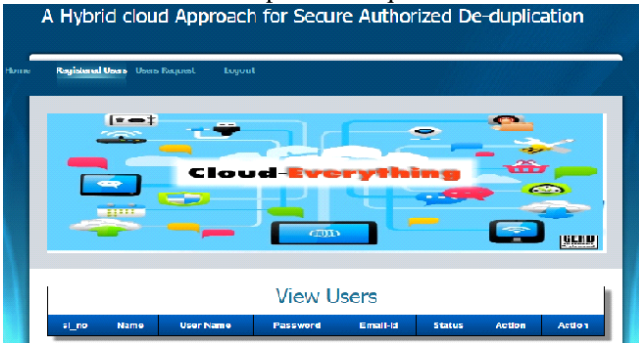 A Hybrid cloud Approach for Secure Authorized De-duplication
Home Registered Users Users Request Logout
Cloud-Everything
View Users
sl_no Name User Name Password Email-Id Status Action Action